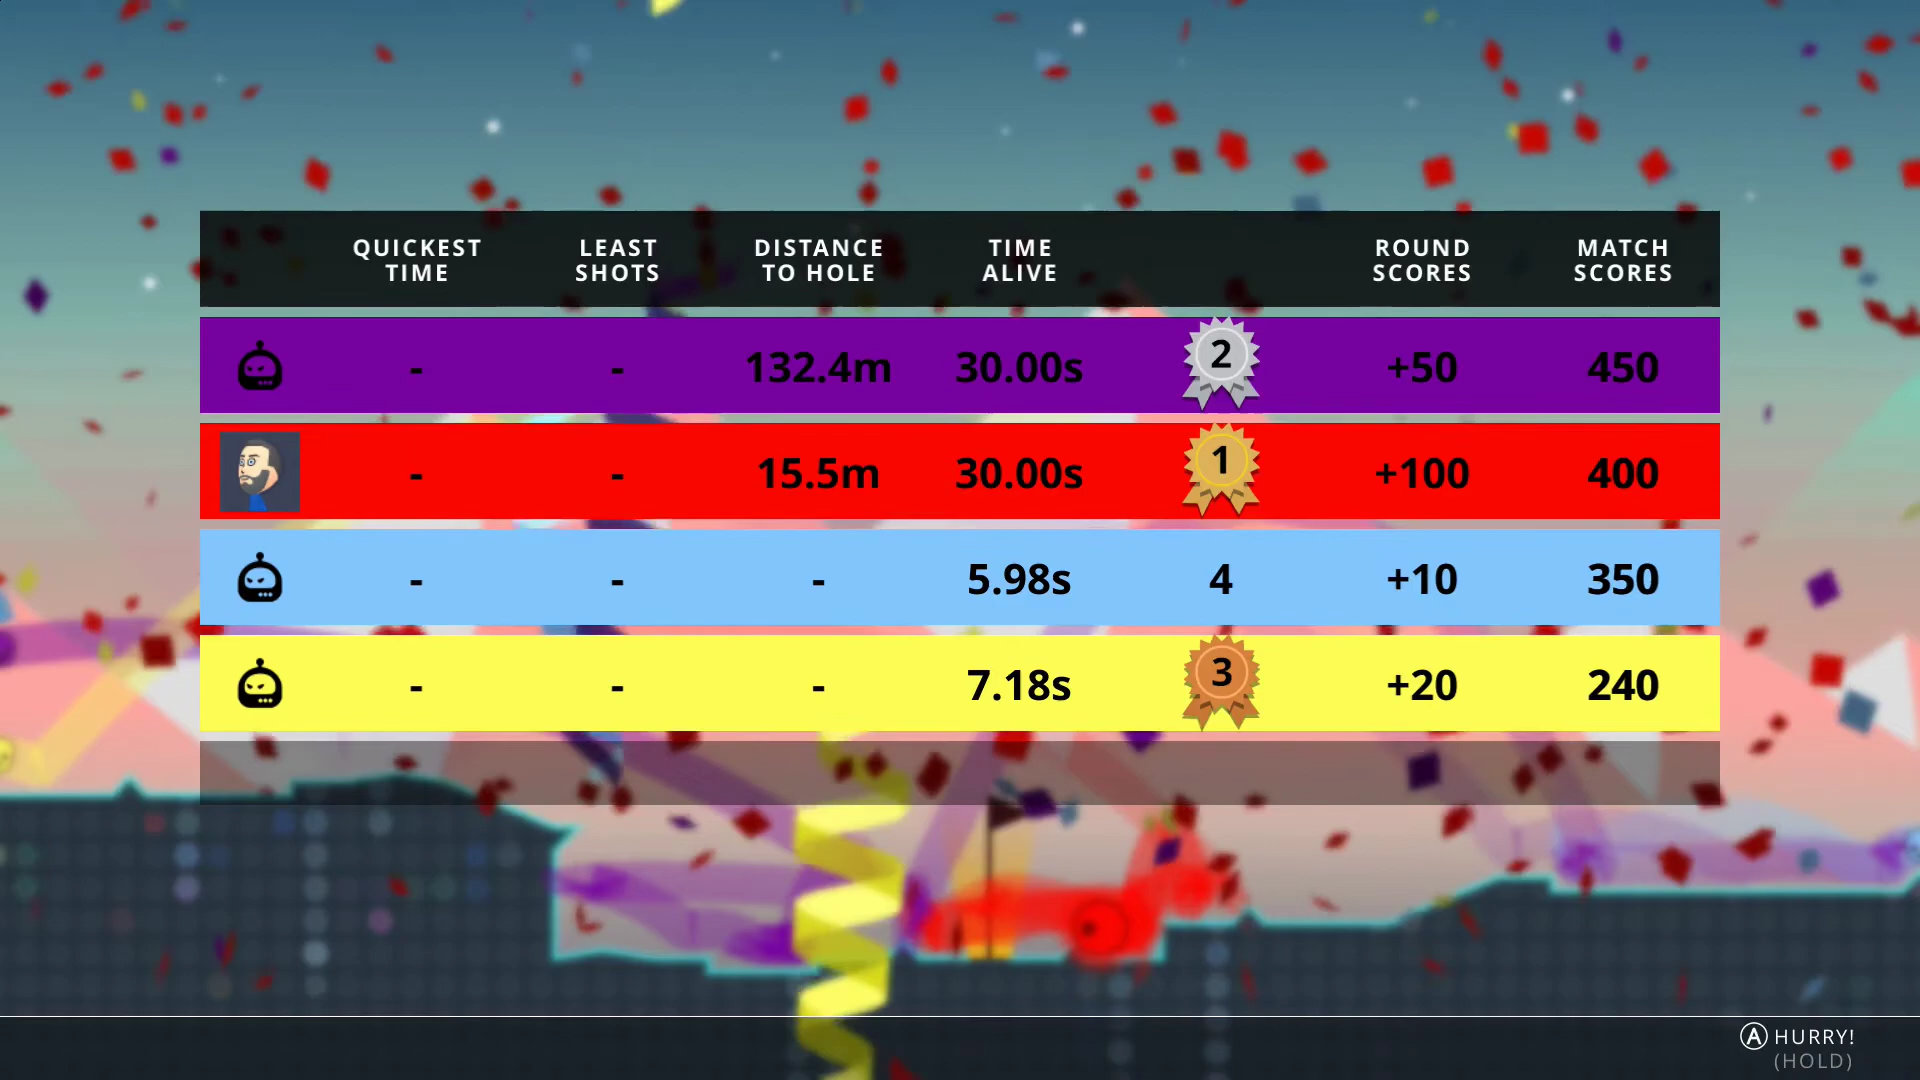 QUICKEST TIME LEAST SHOTS DISTANCE TO HOLE TIME ALIVE ROUND SCORES MATCH SCORES
- - 132.4m 30.00s 2 +50 450
- - 15.5m 30.00s 1 +100 400
- - - 5.98s 4 +10 350
- - - 7.18s 3 +20 240
A HURRY!
(HOLD)